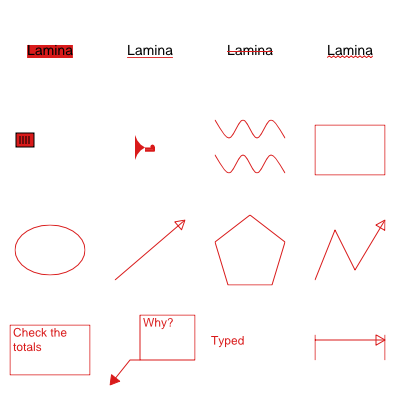 Lamina
Lamina
Lamina
Lamina
Check the
totals
Why?
Typed